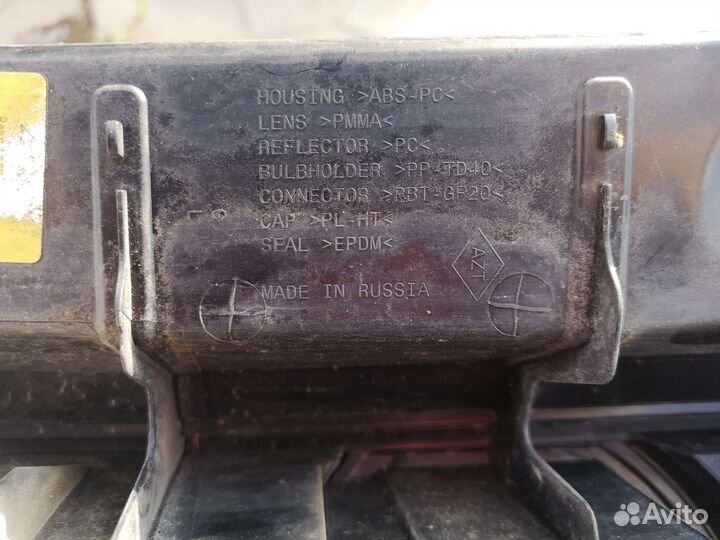 HOUSING >ABS-PC<
LENS >PMMA<
REFLECTOR >PC<
BULBHOLDER >PP-TD40<
CONNECTOR >PBT-GF20<
CAP >PL-HT<
SEAL >EPDM<
AZT
MADE IN RUSSIA
Avito